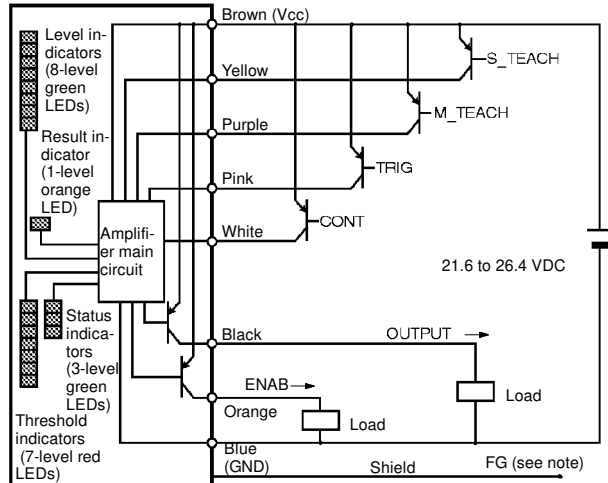 Level in-
dicators
(8-level
green
LEDs)
Result in-
dicator
(1-level
orange
LED)
Amplifi-
er main
circuit
Status
indica-
tors
(3-level
green
LEDs)
Threshold
indicators
(7-level red
LEDs)
Brown (Vcc)
Yellow
Purple
Pink
White
Black
Orange
Blue
(GND)
S_TEACH
M_TEACH
TRIG
CONT
21.6 to 26.4 VDC
OUTPUT
Load
ENAB
Load
Shield
FG (see note)